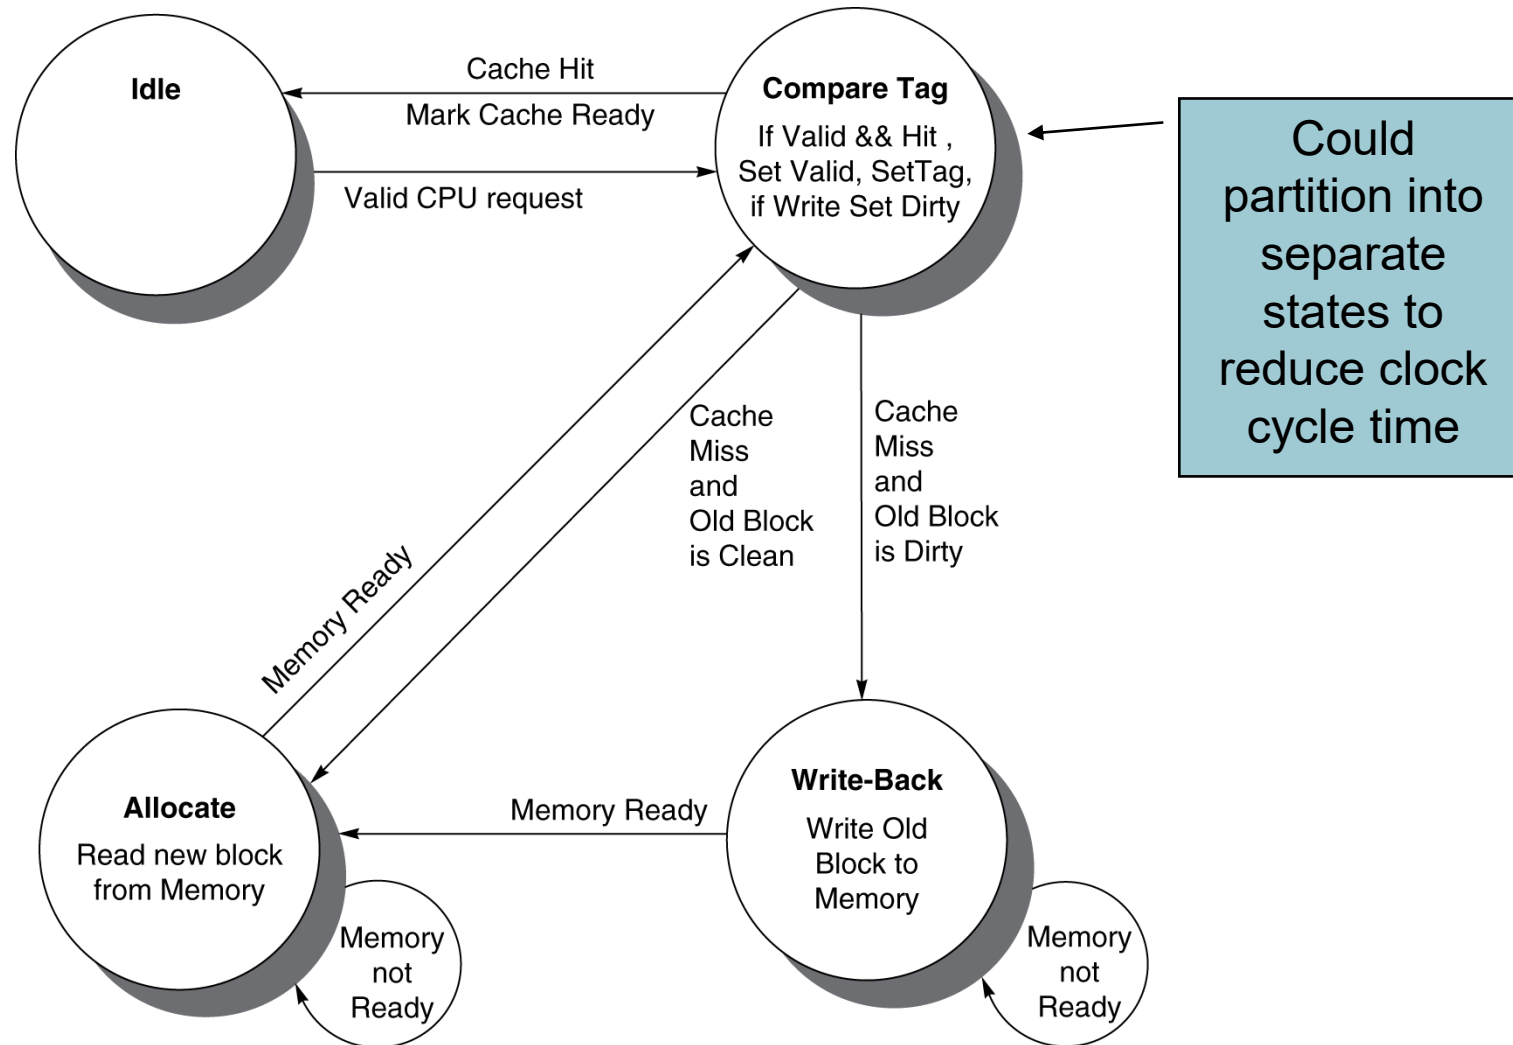 Idle
Cache Hit
Mark Cache Ready
Valid CPU request
Compare Tag
If Valid && Hit ,
Set Valid, SetTag,
if Write Set Dirty
Could
partition into
separate
states to
reduce clock
cycle time
Cache
Miss
and
Old Block
is Clean
Cache
Miss
and
Old Block
is Dirty
Memory Ready
Allocate
Read new block
from Memory
Memory
not
Ready
Memory Ready
Write-Back
Write Old
Block to
Memory
Memory
not
Ready